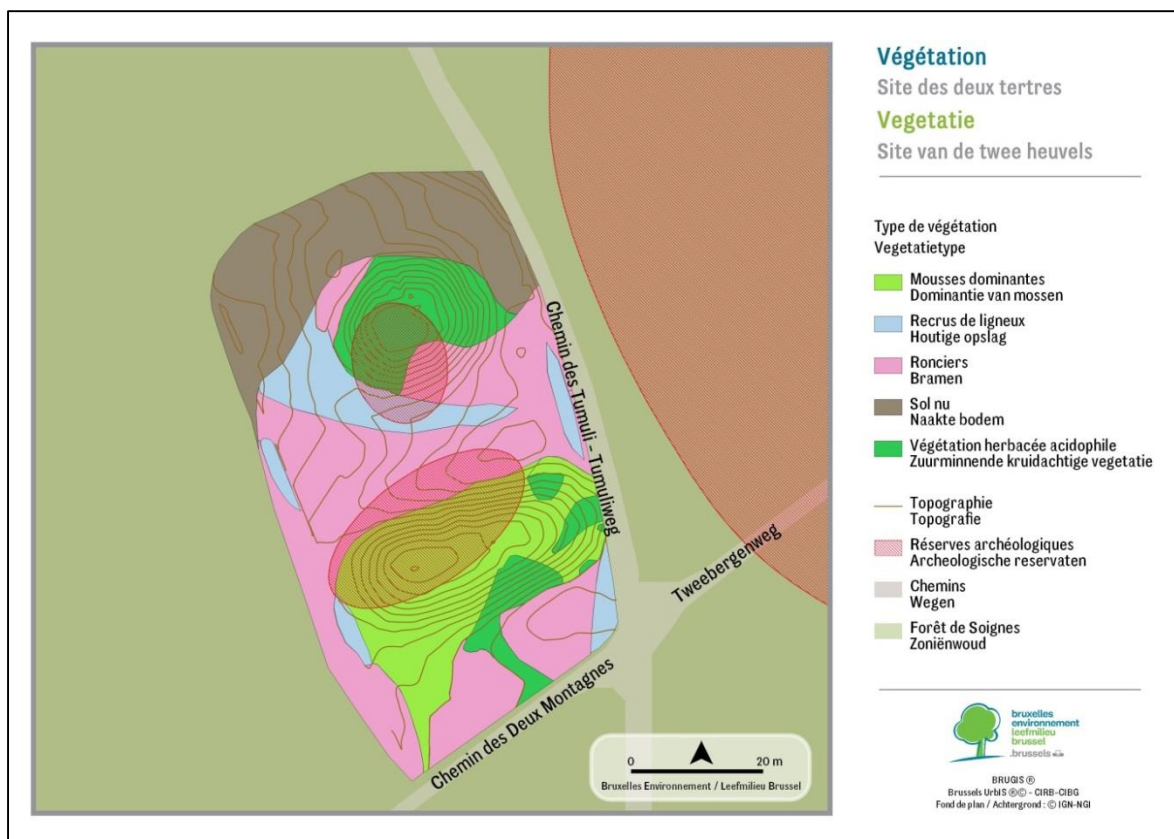 Végétation
Site des deux tertres
Vegetatie
Site van de twee heuvels
Type de végétation
Vegetatietype
Mousses dominantes
Dominantie van mossen
Recrus de ligneux
Houtige opslag
Ronciers
Bramen
Sol nu
Naakte bodem
Végétation herbacée acidophile
Zuurminnende kruidachtige vegetatie
Topographie
Topografie
Réserves archéologiques
Archeologische reservaten
Chemins
Wegen
Forêt de Soignes
Zoniënwoud
bruxelles
environnement
leefmilieu
brussel
.brussels
BRUGIS ®
Brussels UrbIS ®© - CIRB-CIBG
Fond de plan / Achtergrond : © IGN-NGI
Chemin des Tumuli - Tumuliweg
Tweebergenweg
Chemin des Deux Montagnes
0 20 m
Bruxelles Environnement / Leefmilieu Brussel